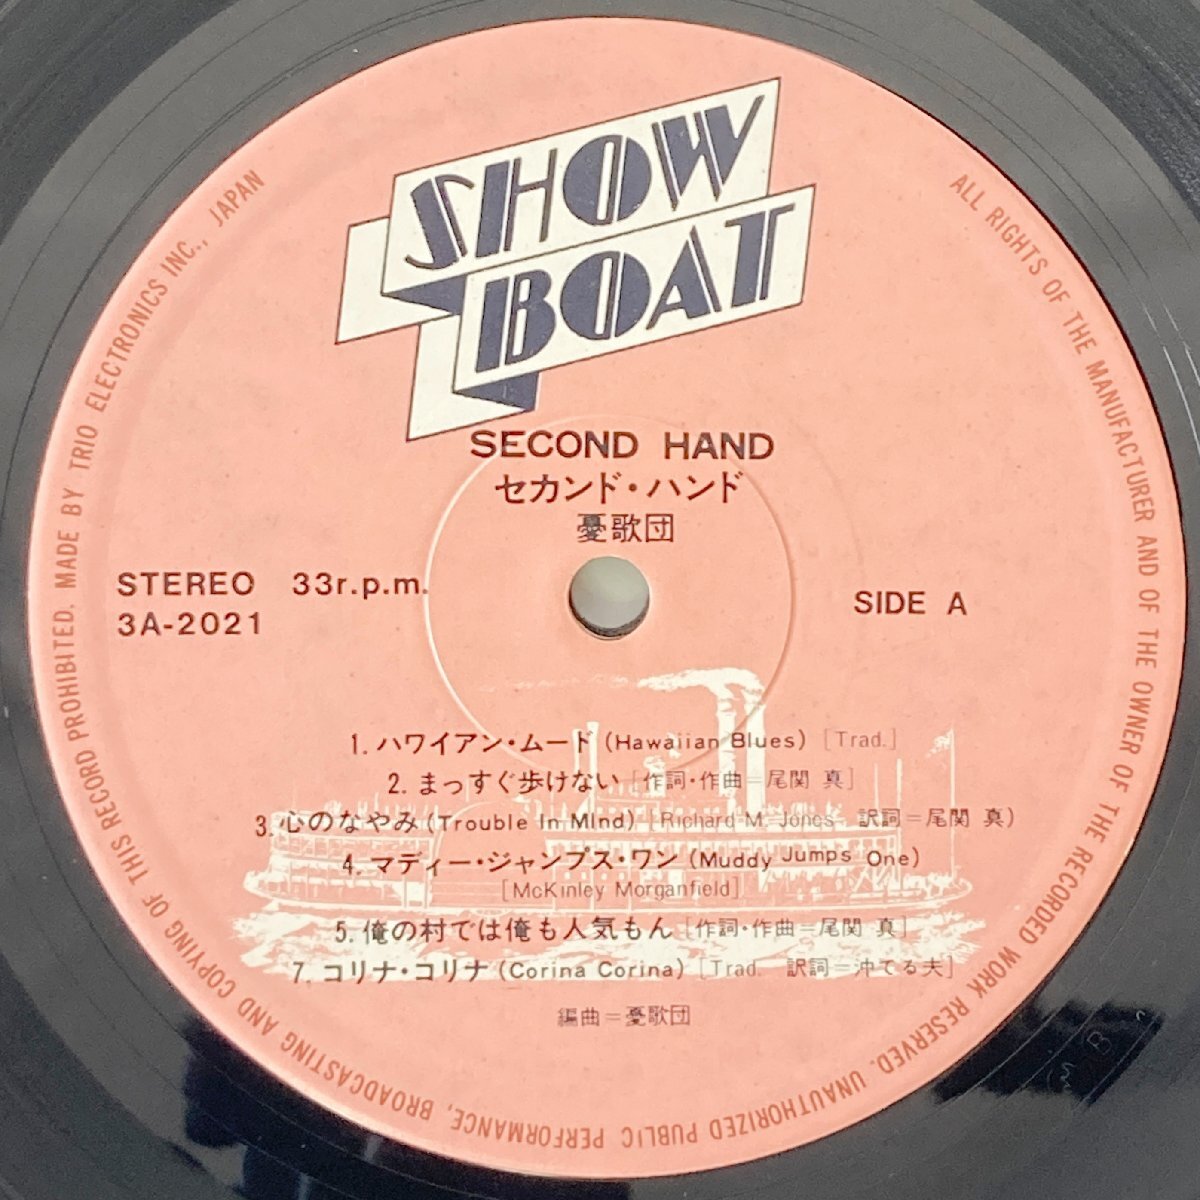 SHOW
BOAT
SECOND HAND
セカンド・ハンド
憂歌団
STEREO 33r.p.m.
3A-2021
SIDE A
1. ハワイアン・ムード (Hawaiian Blues) [Trad.]
2. まっすぐ歩けない [作詞・作曲=尾関 真]
3. 心のなやみ (Trouble In Mind) [Richard M. Jones 訳詞=尾関 真)
4. マディー・ジャンプス・ワン (Muddy Jumps One)
[McKinley Morganfield]
5. 俺の村では俺も人気もん [作詞・作曲=尾関 真]
7. コリナ・コリナ (Corina Corina) [Trad. 訳詞=沖てる夫]
編曲=憂歌団
ALL RIGHTS OF THE MANUFACTURER AND OF THE OWNER OF THE RECORDED WORK RESERVED. UNAUTHORIZED PUBLIC PERFORMANCE, BROADCASTING AND COPYING OF THIS RECORD PROHIBITED. MADE BY TRIO ELECTRONICS INC., JAPAN